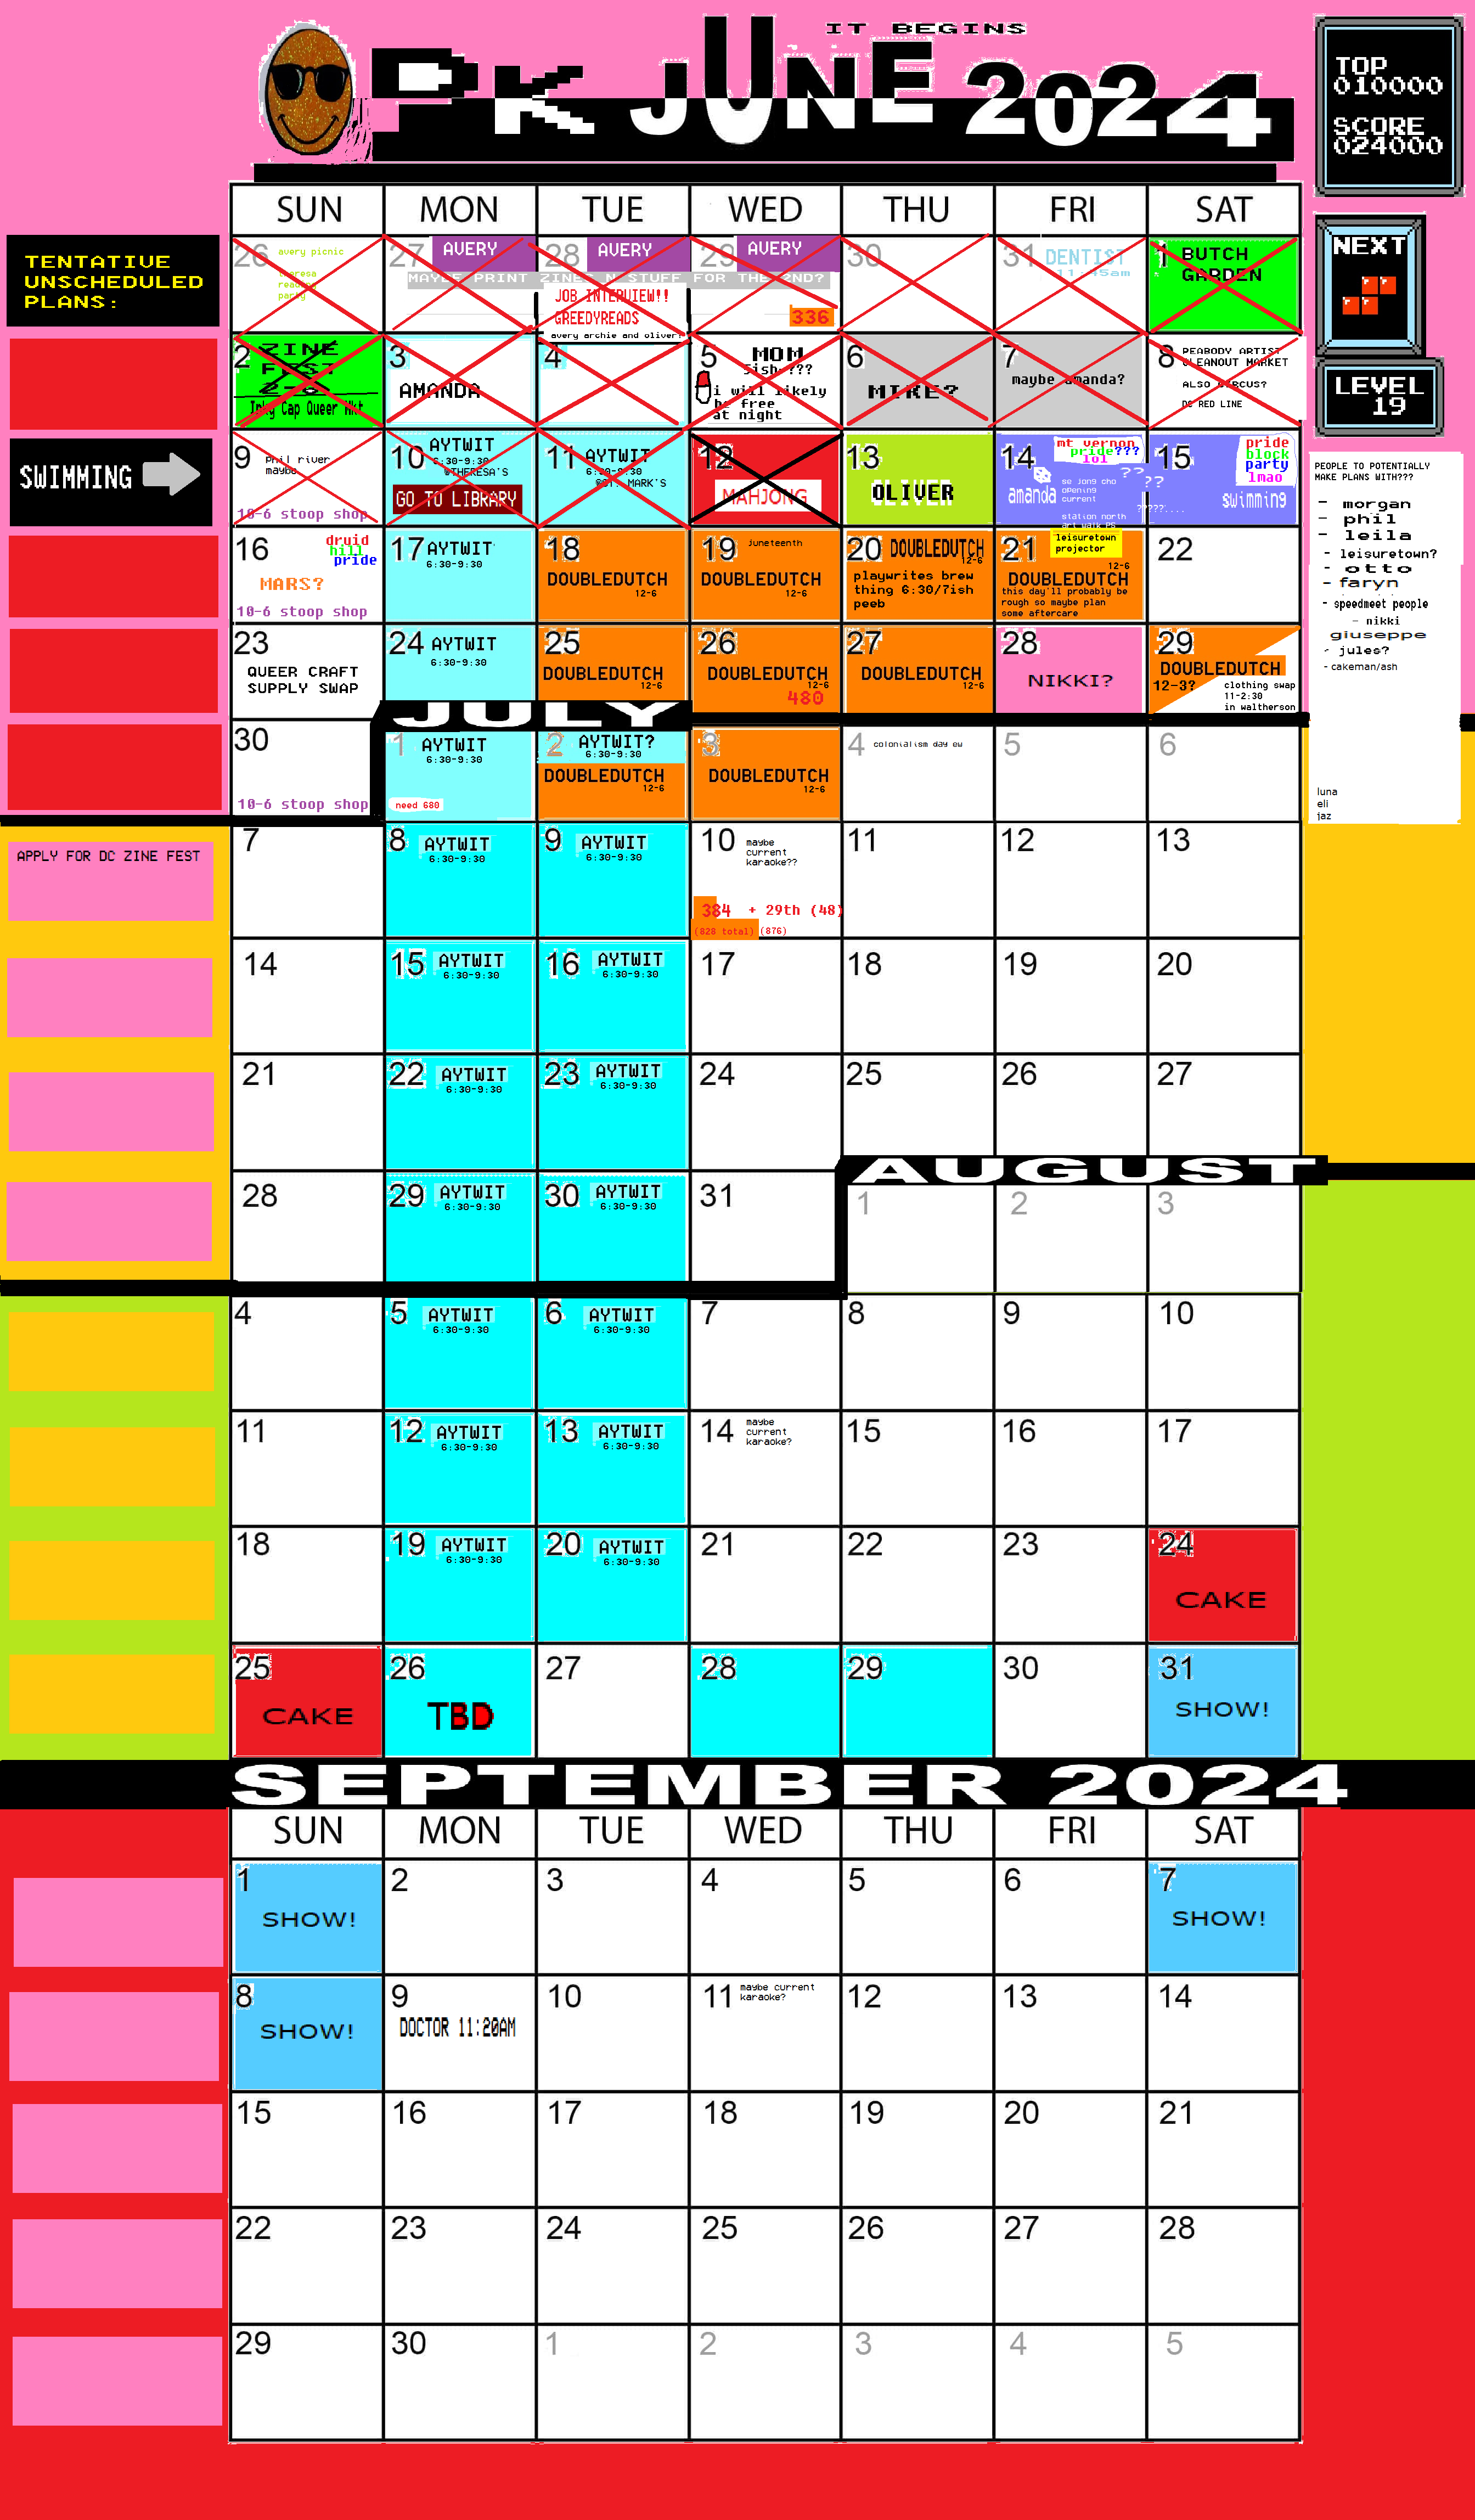 IT BEGINS
PK JUNE 2024
TOP
010000
SCORE
024000
NEXT
LEVEL
19
SUN MON TUE WED THU FRI SAT
TENTATIVE
UNSCHEDULED
PLANS:
SWIMMING
26 avery picnic
theresa
party
27 AVERY
28 AVERY
29 AVERY
MAYBE PRINT ZINES N STUFF FOR THE 2ND?
JOB INTERVIEW!!
GREEDYREADS
avery archie and oliver?
336
30
31 DENTIST
11:45am
1 BUTCH
GARDEN
2 ZINE
FEST
2-8
Inky Cap Queer Mkt
3
AMANDA
4
5 MOM
fish ???
i will likely
be free
at night
6
MIKE?
7
maybe amanda?
8 PEABODY ARTIST
CLEANOUT MARKET
ALSO CIRCUS?
DC RED LINE
9 phil river
maybe
10-6 stoop shop
10 AYTWIT
6:30-9:30
@THERESA'S
GO TO LIBRARY
11 AYTWIT
6:30-9:30
@ST. MARK'S
12
MAHJONG
13
OLIVER
14 mt vernon
pride???
lol
amanda
se jong cho
opening
current
station north
art walk PS
??
??
?????....
15 pride
block
party
lmao
swimming
16 druid
hill
pride
MARS?
10-6 stoop shop
17 AYTWIT
6:30-9:30
18
DOUBLEDUTCH
12-6
19 juneteenth
DOUBLEDUTCH
12-6
20 DOUBLEDUTCH
12-6
playwrites brew
thing 6:30/7ish
peeb
21 leisuretown
projector
12-6
DOUBLEDUTCH
this day'll probably be
rough so maybe plan
some aftercare
22
23
QUEER CRAFT
SUPPLY SWAP
24 AYTWIT
6:30-9:30
25
DOUBLEDUTCH
12-6
26
DOUBLEDUTCH
12-6
480
27
DOUBLEDUTCH
12-6
28
NIKKI?
29
DOUBLEDUTCH
12-3?
clothing swap
11-2:30
in waltherson
30
10-6 stoop shop
PEOPLE TO POTENTIALLY
MAKE PLANS WITH???
- morgan
- phil
- leila
- leisuretown?
- otto
- faryn
- speedmeet people
- nikki
giuseppe
- jules?
- cakeman/ash
luna
eli
jaz
JULY
1 AYTWIT
6:30-9:30
need 680
2 AYTWIT?
6:30-9:30
DOUBLEDUTCH
12-6
3
DOUBLEDUTCH
12-6
4 colonialism day ew
5
6
APPLY FOR DC ZINE FEST
7
8 AYTWIT
6:30-9:30
9 AYTWIT
6:30-9:30
10 maybe
current
karaoke??
384 + 29th (48)
(828 total) (876)
11
12
13
14
15 AYTWIT
6:30-9:30
16 AYTWIT
6:30-9:30
17
18
19
20
21
22 AYTWIT
6:30-9:30
23 AYTWIT
6:30-9:30
24
25
26
27
28
29 AYTWIT
6:30-9:30
30 AYTWIT
6:30-9:30
31
AUGUST
1
2
3
4
5 AYTWIT
6:30-9:30
6 AYTWIT
6:30-9:30
7
8
9
10
11
12 AYTWIT
6:30-9:30
13 AYTWIT
6:30-9:30
14 maybe
current
karaoke?
15
16
17
18
19 AYTWIT
6:30-9:30
20 AYTWIT
6:30-9:30
21
22
23
24
CAKE
25
CAKE
26
TBD
27
28
29
30
31
SHOW!
SEPTEMBER 2024
SUN MON TUE WED THU FRI SAT
1
SHOW!
2
3
4
5
6
7
SHOW!
8
SHOW!
9
DOCTOR 11:20AM
10
11 maybe current
karaoke?
12
13
14
15
16
17
18
19
20
21
22
23
24
25
26
27
28
29
30
1
2
3
4
5